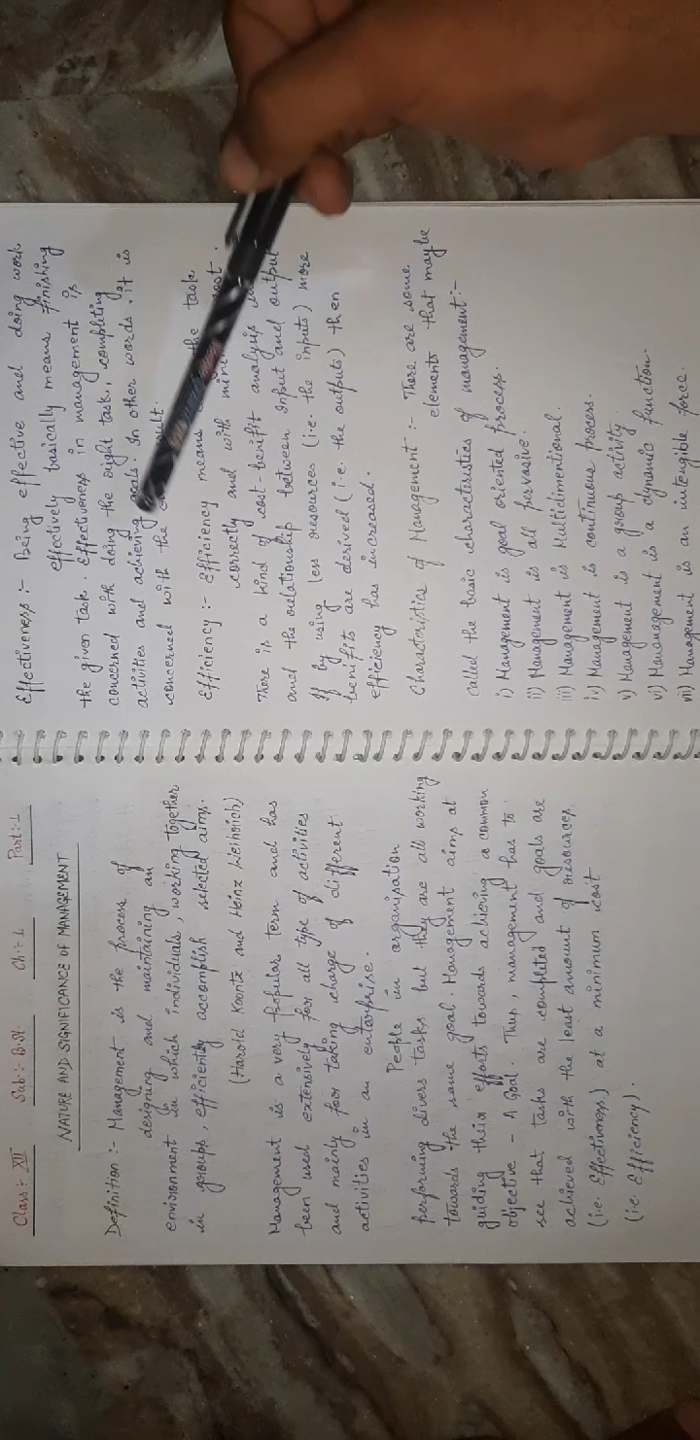 Class:- XII Sub:- B.St. Ch:- 1 Part:- 1
NATURE AND SIGNIFICANCE OF MANAGEMENT
Definition :- Management is the process of
designing and maintaining an
environment in which individuals, working together
in groups, efficiently accomplish selected aims.
(Harold Koontz and Heinz Weihrich)
Management is a very popular term and has
been used extensively for all type of activities
and mainly for taking charge of different
activities in an enterprise.
People in organisation
performing divers tasks but they are all working
towards the same goal. Management aims at
guiding their efforts towards achieving a common
objective - A Goal. Thus, management has to
see that tasks are completed and goals are
achieved with the least amount of resources
(i.e. Effectiveness) at a minimum cost
(i.e. Efficiency).
Effectiveness :- Being effective and doing work
effectively basically means finishing
the given task. Effectiveness in management is
concerned with doing the right task, completing
activities and achieving goals. In other words, it is
concerned with the
Efficiency :- Efficiency means the task
correctly and with cost.
There is a kind of cost-benifit analysis
and the relationship between Input and output
If by using less resources (i.e. the inputs) more
benifits are derived (i.e. the outputs) then
efficiency has increased.
Characteristics of Management :- There are some
elements that may be
called the basic characteristics of management:-
i) Management is goal oriented process.
ii) Management is all pervasive.
iii) Management is Multidimentional.
iv) Management is continuous process.
v) Management is a group activity.
vi) Mananagement is a dynamic function.
vii) Management is an intengible force.